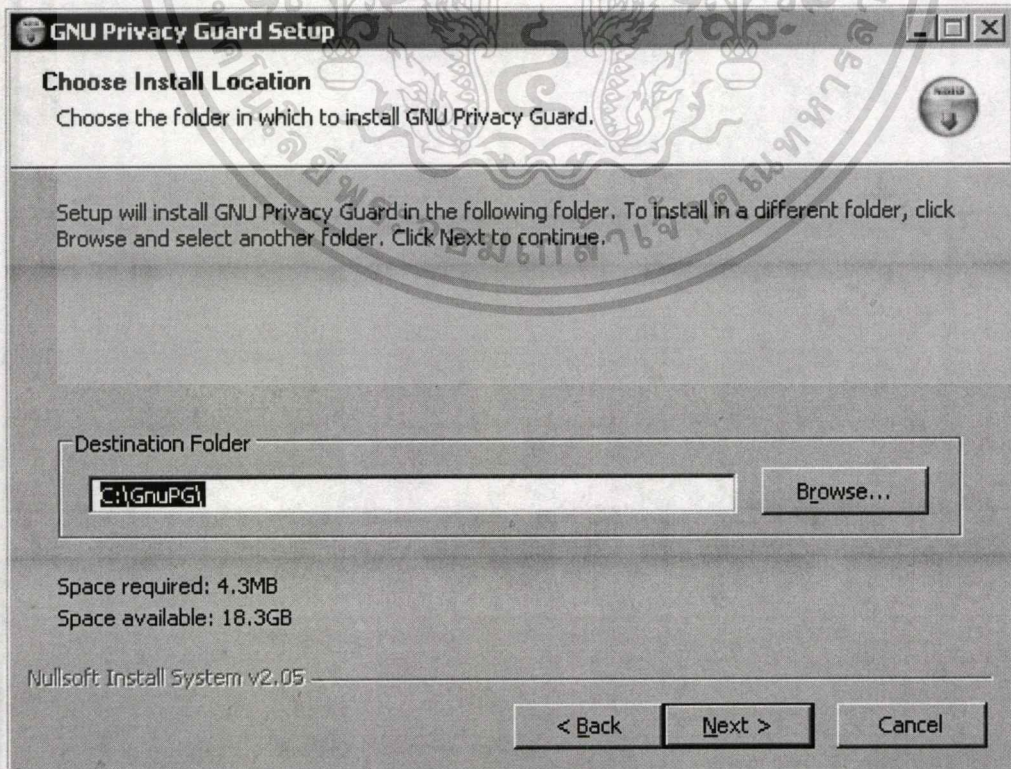 GNU Privacy Guard Setup
Choose Install Location
Choose the folder in which to install GNU Privacy Guard.
Setup will install GNU Privacy Guard in the following folder. To install in a different folder, click
Browse and select another folder. Click Next to continue.
Destination Folder
C:\GnuPG\
Browse...
Space required: 4.3MB
Space available: 18.3GB
Nullsoft Install System v2.05
< Back
Next >
Cancel